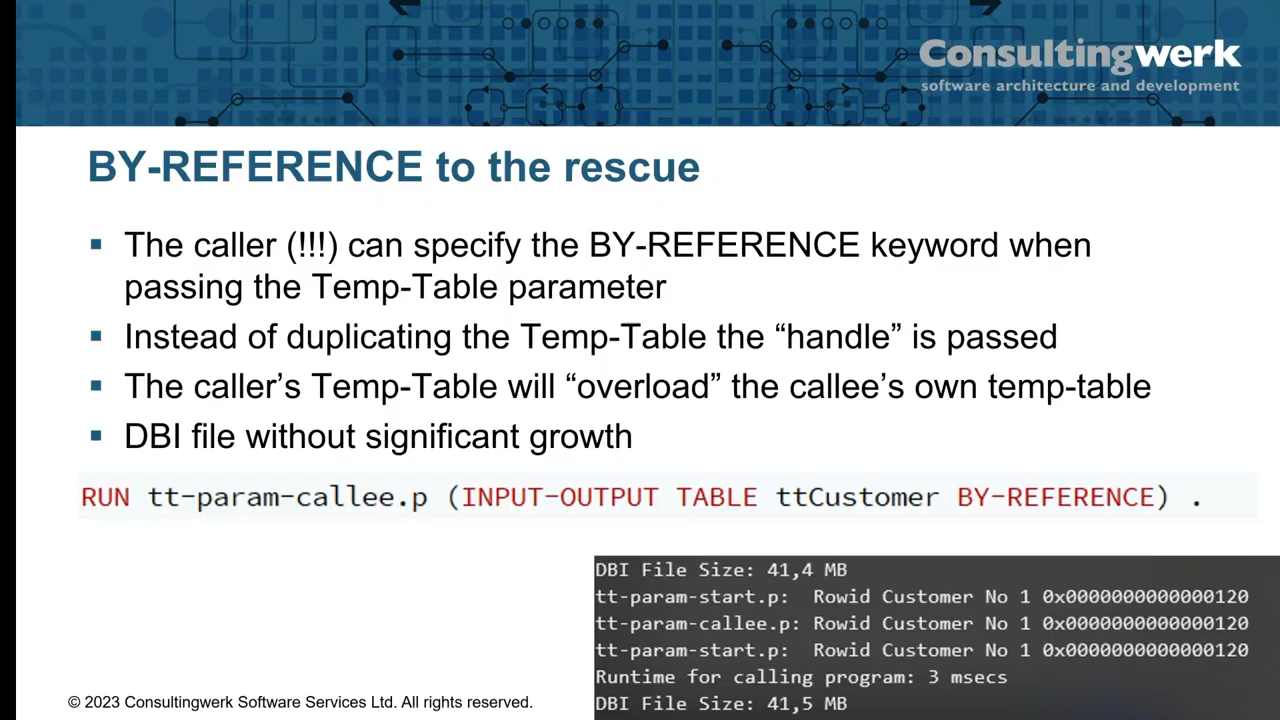 Consultingwerk
software architecture and development
BY-REFERENCE to the rescue
▪ The caller (!!!) can specify the BY-REFERENCE keyword when
passing the Temp-Table parameter
▪ Instead of duplicating the Temp-Table the “handle” is passed
▪ The caller’s Temp-Table will “overload” the callee’s own temp-table
▪ DBI file without significant growth
RUN tt-param-callee.p (INPUT-OUTPUT TABLE ttCustomer BY-REFERENCE) .
DBI File Size: 41,4 MB
tt-param-start.p:  Rowid Customer No 1 0x0000000000000120
tt-param-callee.p: Rowid Customer No 1 0x0000000000000120
tt-param-start.p:  Rowid Customer No 1 0x0000000000000120
Runtime for calling program: 3 msecs
DBI File Size: 41,5 MB
© 2023 Consultingwerk Software Services Ltd. All rights reserved.